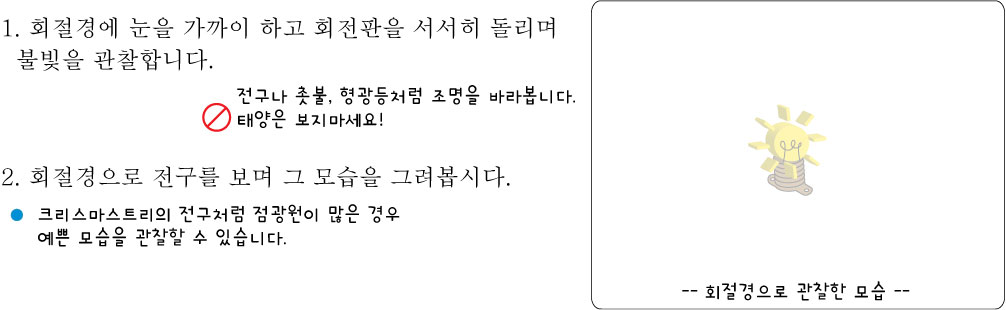 1. 회절경에 눈을 가까이 하고 회전판을 서서히 돌리며
불빛을 관찰합니다.
전구나 촛불, 형광등처럼 조명을 바라봅니다.
태양은 보지마세요!
2. 회절경으로 전구를 보며 그 모습을 그려봅시다.
크리스마스트리의 전구처럼 점광원이 많은 경우
예쁜 모습을 관찰할 수 있습니다.
-- 회절경으로 관찰한 모습 --